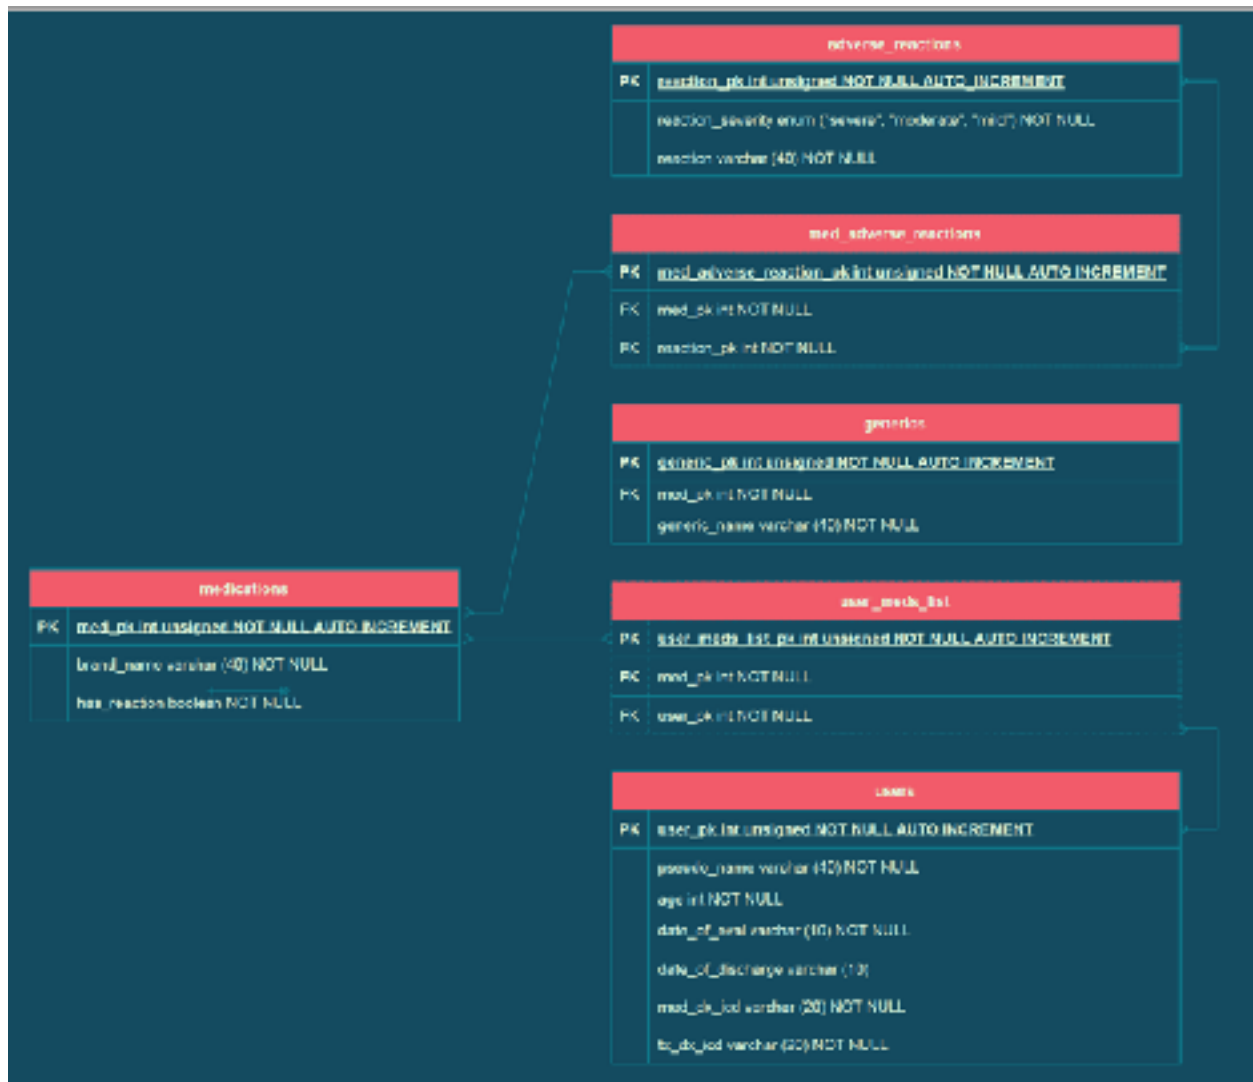 adverse_reactions
PK reaction_pk int unsigned NOT NULL AUTO_INCREMENT
reaction_severity enum ("severe", "moderate", "mild") NOT NULL
reaction varchar (40) NOT NULL
med_adverse_reactions
PK med_adverse_reaction_pk int unsigned NOT NULL AUTO INCREMENT
FK med_pk int NOT NULL
FK reaction_pk int NOT NULL
generics
PK generic_pk int unsigned NOT NULL AUTO INCREMENT
FK med_pk int NOT NULL
generic_name varchar (40) NOT NULL
medications
PK med_pk int unsigned NOT NULL AUTO INCREMENT
brand_name varchar (40) NOT NULL
has_reaction boolean NOT NULL
user_meds_list
PK user_meds_list_pk int unsigned NOT NULL AUTO INCREMENT
FK med_pk int NOT NULL
FK user_pk int NOT NULL
users
PK user_pk int unsigned NOT NULL AUTO INCREMENT
pseudo_name varchar (40) NOT NULL
age int NOT NULL
date_of_eval varchar (10) NOT NULL
date_of_discharge varchar (10)
varchar (20) NOT NULL
varchar (20) NOT NULL